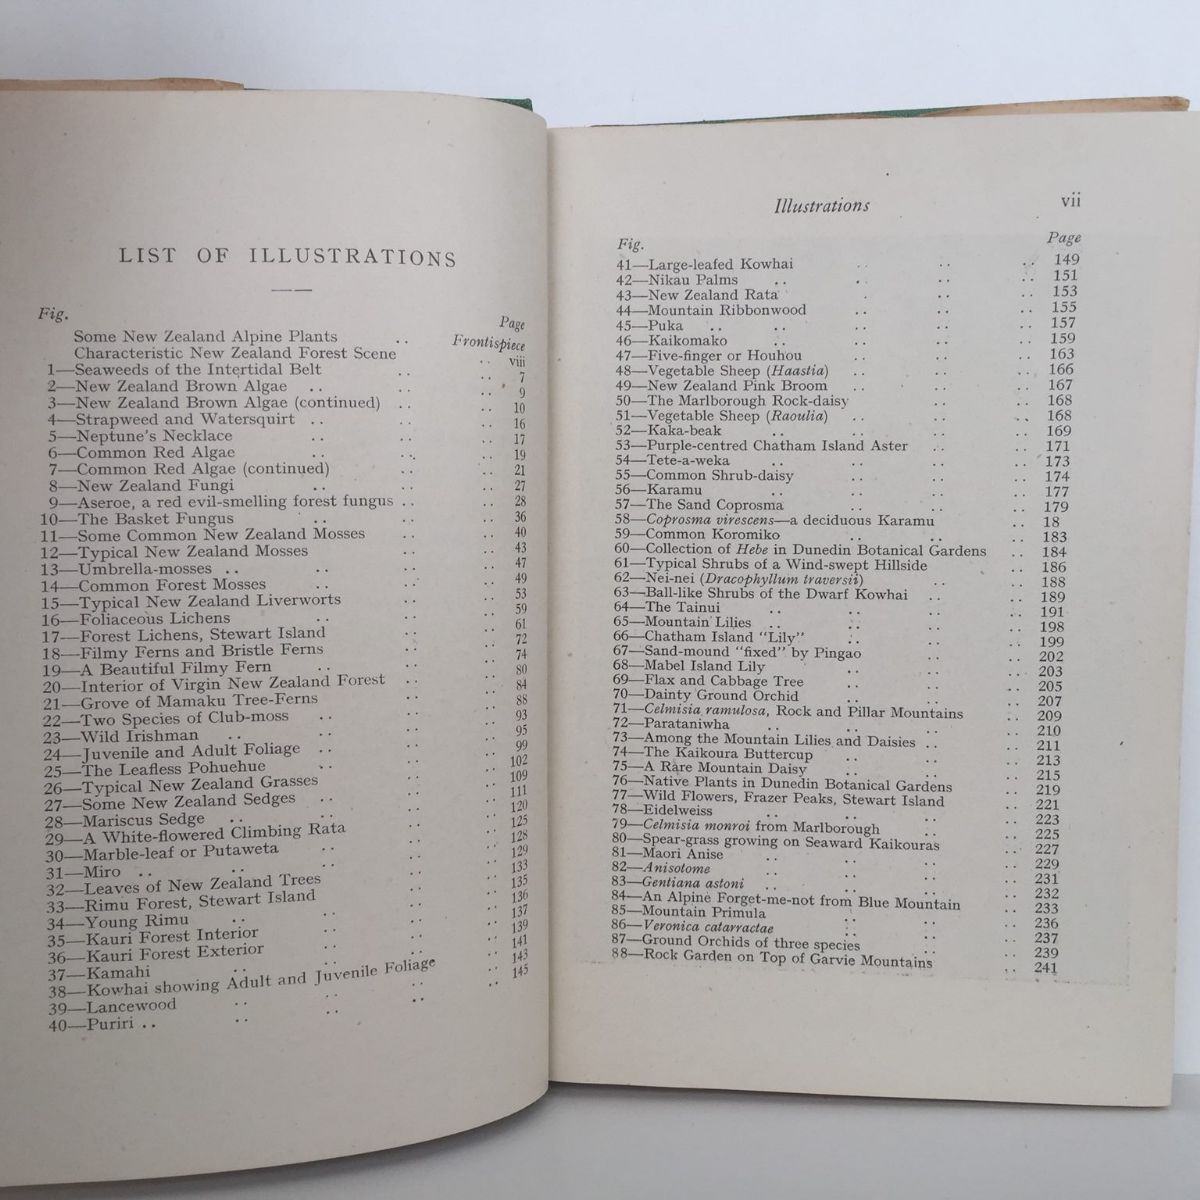 LIST OF ILLUSTRATIONS
Fig. Page
Some New Zealand Alpine Plants .. Frontispiece
Characteristic New Zealand Forest Scene .. viii
1—Seaweeds of the Intertidal Belt .. .. 7
2—New Zealand Brown Algae .. .. 9
3—New Zealand Brown Algae (continued) .. .. 10
4—Strapweed and Watersquirt .. .. .. 16
5—Neptune's Necklace .. .. .. 17
6—Common Red Algae .. .. .. 19
7—Common Red Algae (continued) .. .. 21
8—New Zealand Fungi .. .. .. 27
9—Aseroe, a red evil-smelling forest fungus .. .. 28
10—The Basket Fungus .. .. .. 36
11—Some Common New Zealand Mosses .. .. 40
12—Typical New Zealand Mosses .. .. 43
13—Umbrella-mosses .. .. .. .. 47
14—Common Forest Mosses .. .. .. 49
15—Typical New Zealand Liverworts .. .. 53
16—Foliaceous Lichens .. .. .. 59
17—Forest Lichens, Stewart Island .. .. 61
18—Filmy Ferns and Bristle Ferns .. .. 72
19—A Beautiful Filmy Fern .. .. .. 74
20—Interior of Virgin New Zealand Forest .. .. 80
21—Grove of Mamaku Tree-Ferns .. .. 84
22—Two Species of Club-moss .. .. .. 88
23—Wild Irishman .. .. .. .. 93
24—Juvenile and Adult Foliage .. .. .. 95
25—The Leafless Pohuehue .. .. .. 99
26—Typical New Zealand Grasses .. .. 102
27—Some New Zealand Sedges .. .. .. 109
28—Mariscus Sedge .. .. .. .. 111
29—A White-flowered Climbing Rata .. .. 120
30—Marble-leaf or Putaweta .. .. .. 125
31—Miro .. .. .. .. .. 128
32—Leaves of New Zealand Trees .. .. 129
33—Rimu Forest, Stewart Island .. .. 133
34—Young Rimu .. .. .. .. 135
35—Kauri Forest Interior .. .. .. 136
36—Kauri Forest Exterior .. .. .. 137
37—Kamahi .. .. .. .. 139
38—Kowhai showing Adult and Juvenile Foliage .. 141
39—Lancewood .. .. .. .. 143
40—Puriri .. .. .. .. .. 145
Illustrations vii
Fig. Page
41—Large-leafed Kowhai .. .. .. 149
42—Nikau Palms .. .. .. .. 151
43—New Zealand Rata .. .. .. 153
44—Mountain Ribbonwood .. .. .. 155
45—Puka .. .. .. .. .. 157
46—Kaikomako .. .. .. .. 159
47—Five-finger or Houhou .. .. .. 163
48—Vegetable Sheep (Haastia) .. .. .. 166
49—New Zealand Pink Broom .. .. .. 167
50—The Marlborough Rock-daisy .. .. 168
51—Vegetable Sheep (Raoulia) .. .. .. 168
52—Kaka-beak .. .. .. .. 169
53—Purple-centred Chatham Island Aster .. .. 171
54—Tete-a-weka .. .. .. .. 173
55—Common Shrub-daisy .. .. .. 174
56—Karamu .. .. .. .. 177
57—The Sand Coprosma .. .. .. 179
58—Coprosma virescens—a deciduous Karamu .. 18
59—Common Koromiko .. .. .. 183
60—Collection of Hebe in Dunedin Botanical Gardens .. 184
61—Typical Shrubs of a Wind-swept Hillside .. 186
62—Nei-nei (Dracophyllum traversii) .. .. 188
63—Ball-like Shrubs of the Dwarf Kowhai .. .. 189
64—The Tainui .. .. .. .. 191
65—Mountain Lilies .. .. .. .. 198
66—Chatham Island "Lily" .. .. .. 199
67—Sand-mound "fixed" by Pingao .. .. 202
68—Mabel Island Lily .. .. .. 203
69—Flax and Cabbage Tree .. .. .. 205
70—Dainty Ground Orchid .. .. .. 207
71—Celmisia ramulosa, Rock and Pillar Mountains .. 209
72—Parataniwha .. .. .. .. 210
73—Among the Mountain Lilies and Daisies .. .. 211
74—The Kaikoura Buttercup .. .. .. 213
75—A Rare Mountain Daisy .. .. .. 215
76—Native Plants in Dunedin Botanical Gardens .. 219
77—Wild Flowers, Frazer Peaks, Stewart Island .. 221
78—Eidelweiss .. .. .. .. 223
79—Celmisia monroi from Marlborough .. .. 225
80—Spear-grass growing on Seaward Kaikouras .. 227
81—Maori Anise .. .. .. .. 229
82—Anisotome .. .. .. .. 231
83—Gentiana astoni .. .. .. .. 232
84—An Alpine Forget-me-not from Blue Mountain .. 233
85—Mountain Primula .. .. .. 236
86—Veronica catarractae .. .. .. 237
87—Ground Orchids of three species .. .. 239
88—Rock Garden on Top of Garvie Mountains .. 241